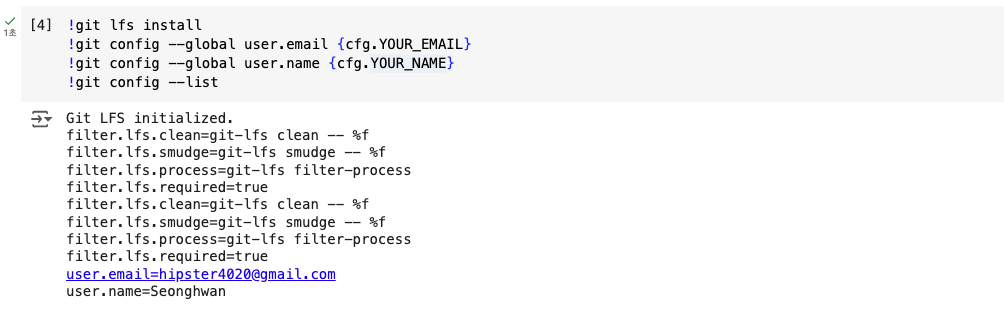 1초
[4] !git lfs install
!git config --global user.email {cfg.YOUR_EMAIL}
!git config --global user.name {cfg.YOUR_NAME}
!git config --list
Git LFS initialized.
filter.lfs.clean=git-lfs clean -- %f
filter.lfs.smudge=git-lfs smudge -- %f
filter.lfs.process=git-lfs filter-process
filter.lfs.required=true
filter.lfs.clean=git-lfs clean -- %f
filter.lfs.smudge=git-lfs smudge -- %f
filter.lfs.process=git-lfs filter-process
filter.lfs.required=true
user.email=hipster4020@gmail.com
user.name=Seonghwan